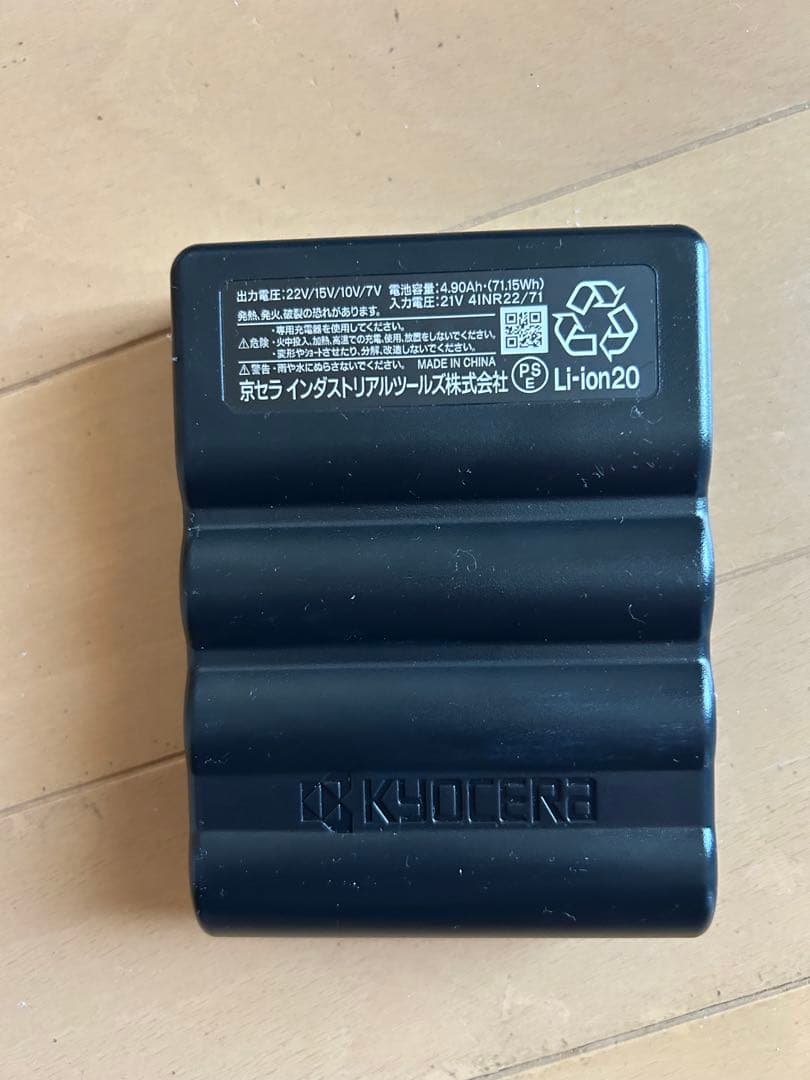 出力電圧:22V/15V/10V/7V 電池容量:4.90Ah・(71.15Wh)
入力電圧:21V 4INR22/71
発熱、発火、破裂の恐れがあります。
⚠危険
・専用充電器を使用してください。
・火中投入、加熱、高温での充電、使用、放置をしないでください。
・変形やショートさせたり、分解、改造しないでください。
⚠警告・雨や水にぬらさないでください。 MADE IN CHINA
京セラ インダストリアルツールズ株式会社
PS
E
Li-ion20
KYOCERA